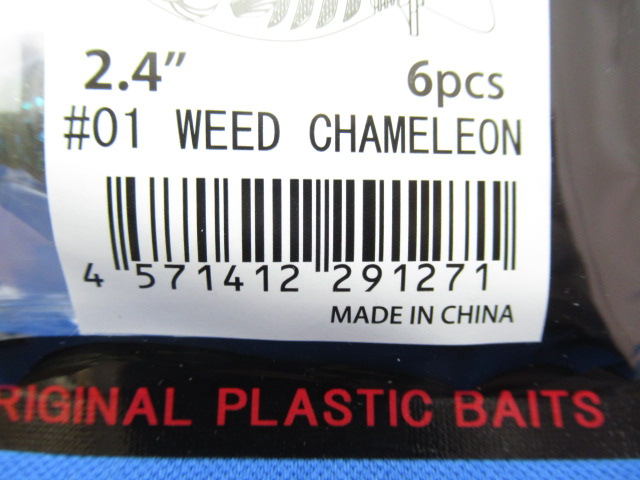 2.4" 6pcs
#01 WEED CHAMELEON
4 571412 291271
MADE IN CHINA
RIGINAL PLASTIC BAITS